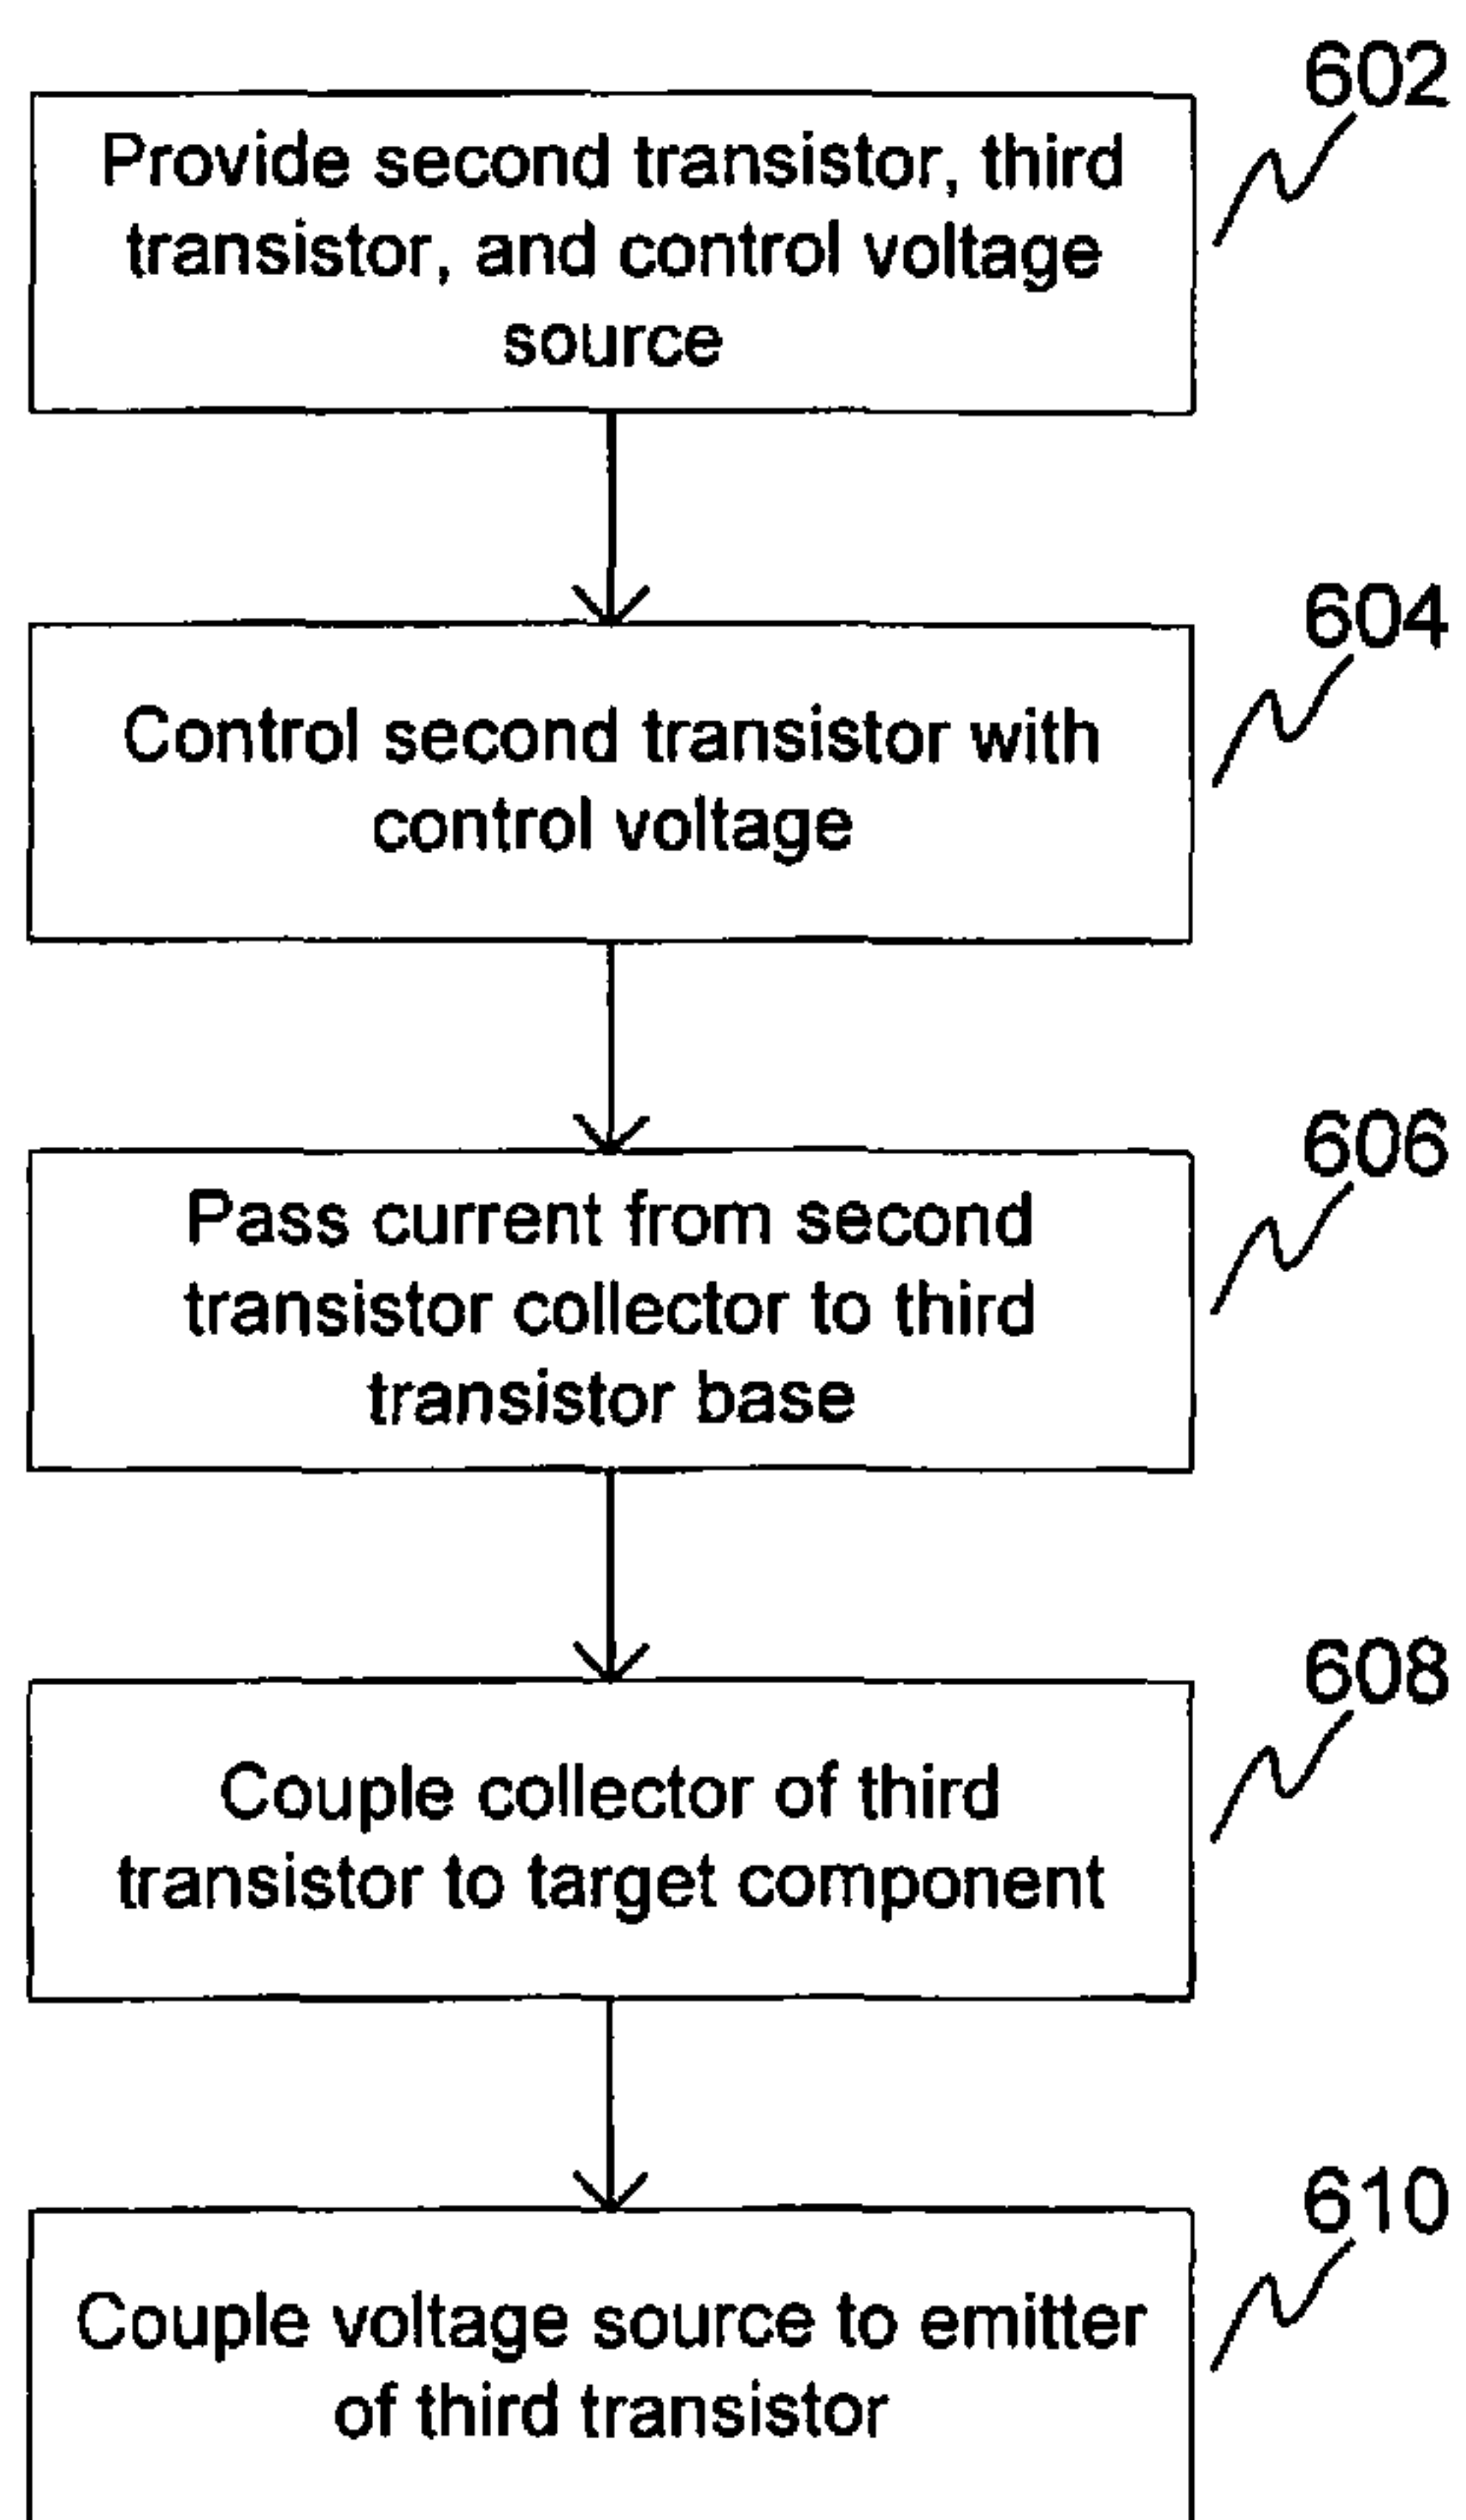 602
Provide second transistor, third
transistor, and control voltage
source
604
Control second transistor with
control voltage
606
Pass current from second
transistor collector to third
transistor base
608
Couple collector of third
transistor to target component
610
Couple voltage source to emitter
of third transistor